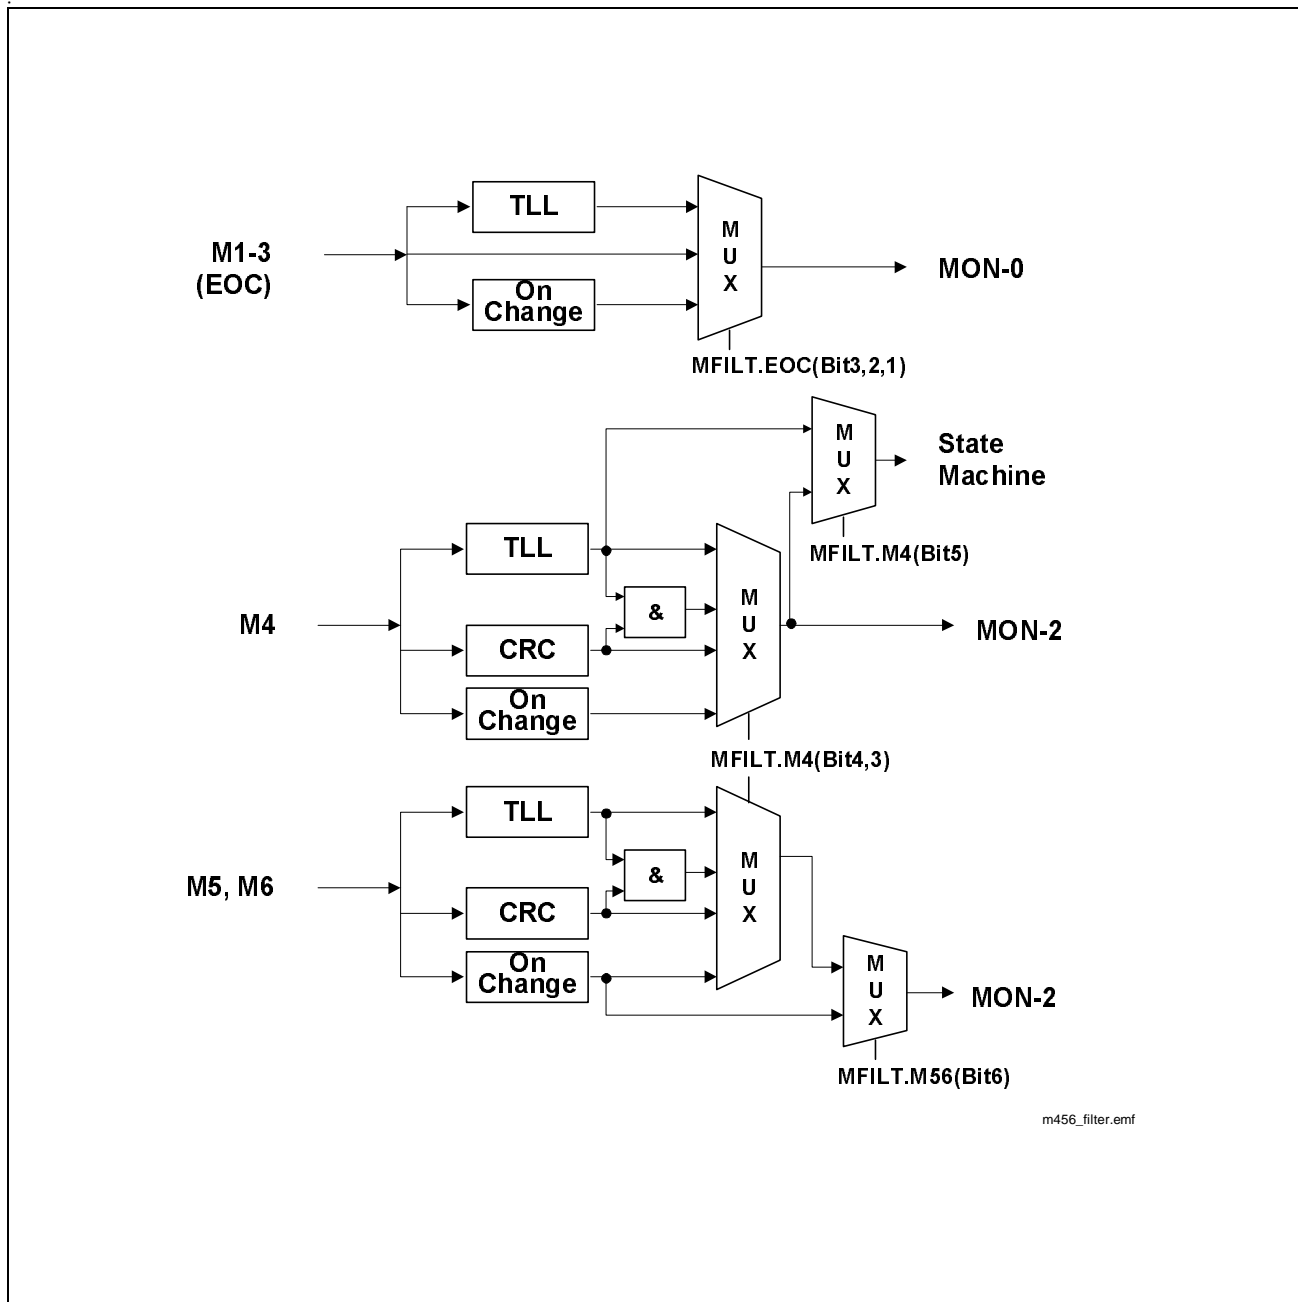 TLL
M1-3
(EOC)
On
Change
M
U
X
MON-0
MFILT.EOC(Bit3,2,1)
M
U
X
State
Machine
MFILT.M4(Bit5)
M4
TLL
&
CRC
On
Change
M
U
X
MON-2
MFILT.M4(Bit4,3)
M5, M6
TLL
&
CRC
On
Change
M
U
X
M
U
X
MON-2
MFILT.M56(Bit6)
m456_filter.emf